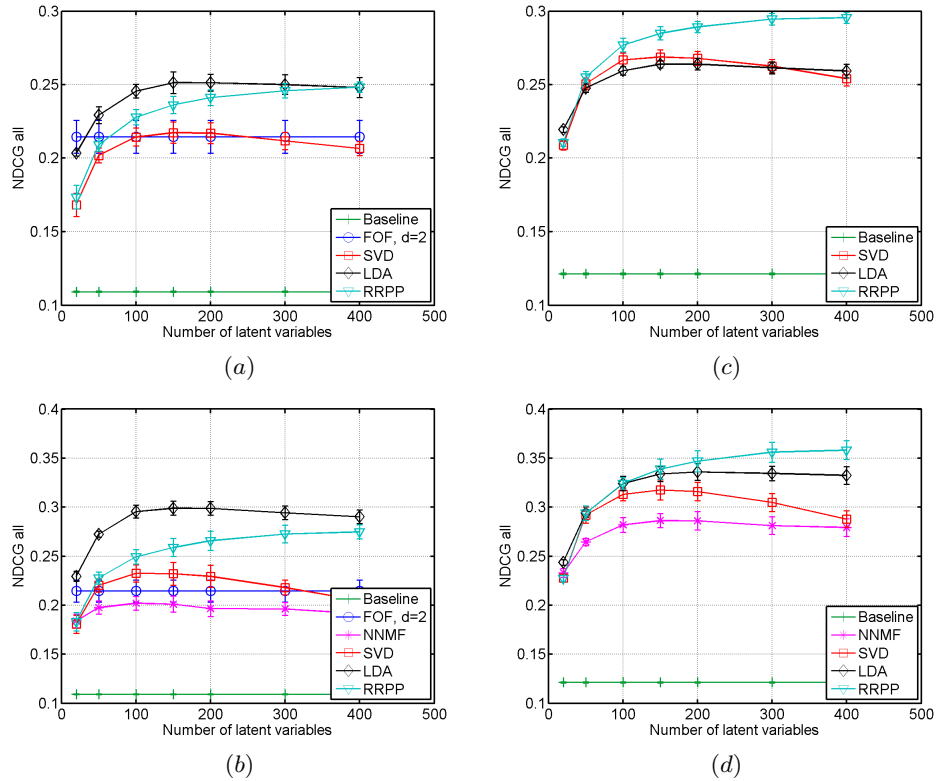 0.3
0.25
0.2
0.15
0.1
NDCG all
0 100 200 300 400 500
Number of latent variables
Baseline
FOF, d=2
SVD
LDA
RRPP
(a)
0.3
0.25
0.2
0.15
0.1
NDCG all
0 100 200 300 400 500
Number of latent variables
Baseline
SVD
LDA
RRPP
(c)
0.4
0.35
0.3
0.25
0.2
0.15
0.1
NDCG all
0 100 200 300 400 500
Number of latent variables
Baseline
FOF, d=2
NNMF
SVD
LDA
RRPP
(b)
0.4
0.35
0.3
0.25
0.2
0.15
0.1
NDCG all
0 100 200 300 400 500
Number of latent variables
Baseline
NNMF
SVD
LDA
RRPP
(d)